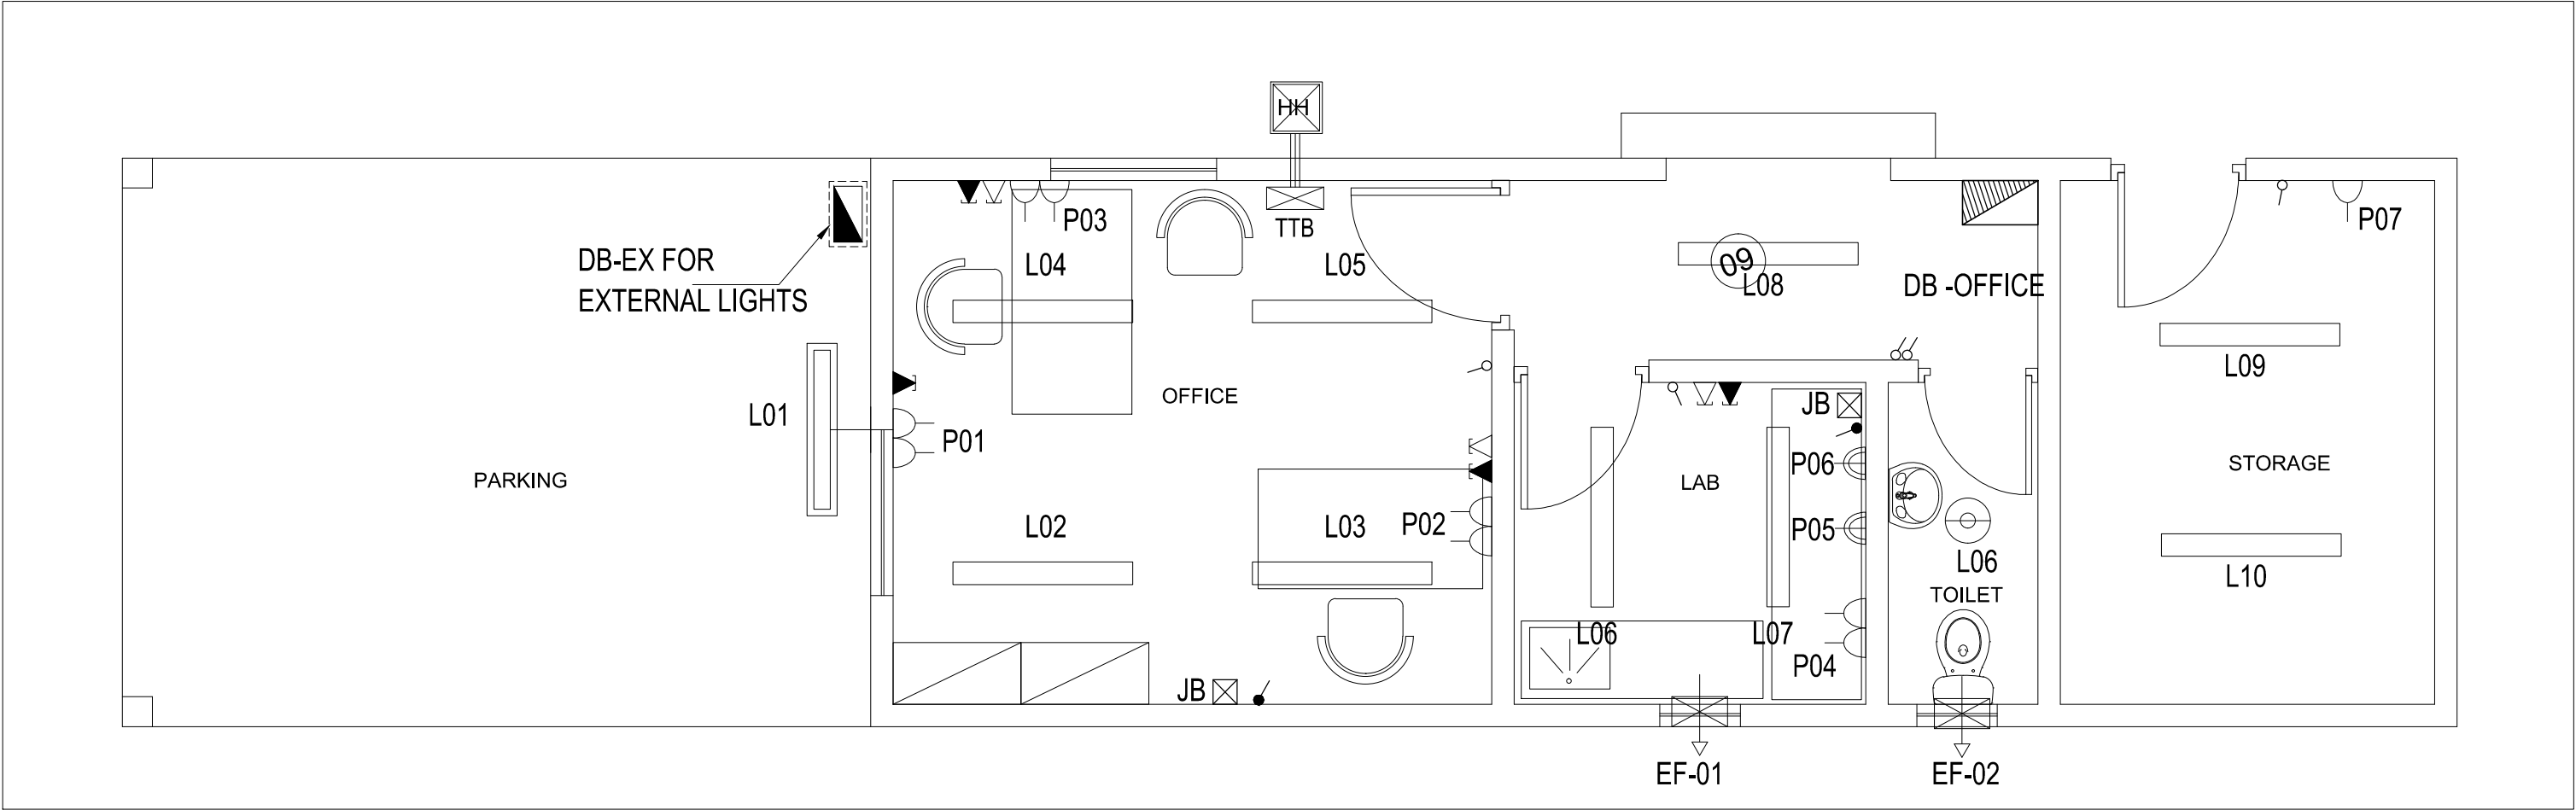 HH
P03
TTB
P07
DB-EX FOR
EXTERNAL LIGHTS
L04
L05
09
L08
DB -OFFICE
L09
OFFICE
L01
P01
JB
PARKING
LAB
P06
STORAGE
L02
L03
P02
P05
L06
L10
TOILET
L06
L07
P04
JB
EF-01
EF-02